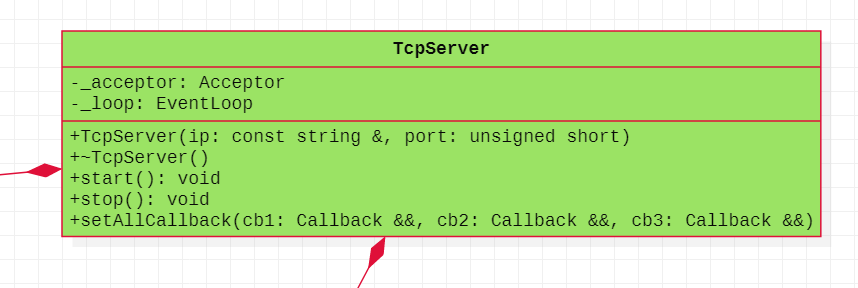 TcpServer
-_acceptor: Acceptor
-_loop: EventLoop
+TcpServer(ip: const string &, port: unsigned short)
+~TcpServer()
+start(): void
+stop(): void
+setAllCallback(cb1: Callback &&, cb2: Callback &&, cb3: Callback &&)